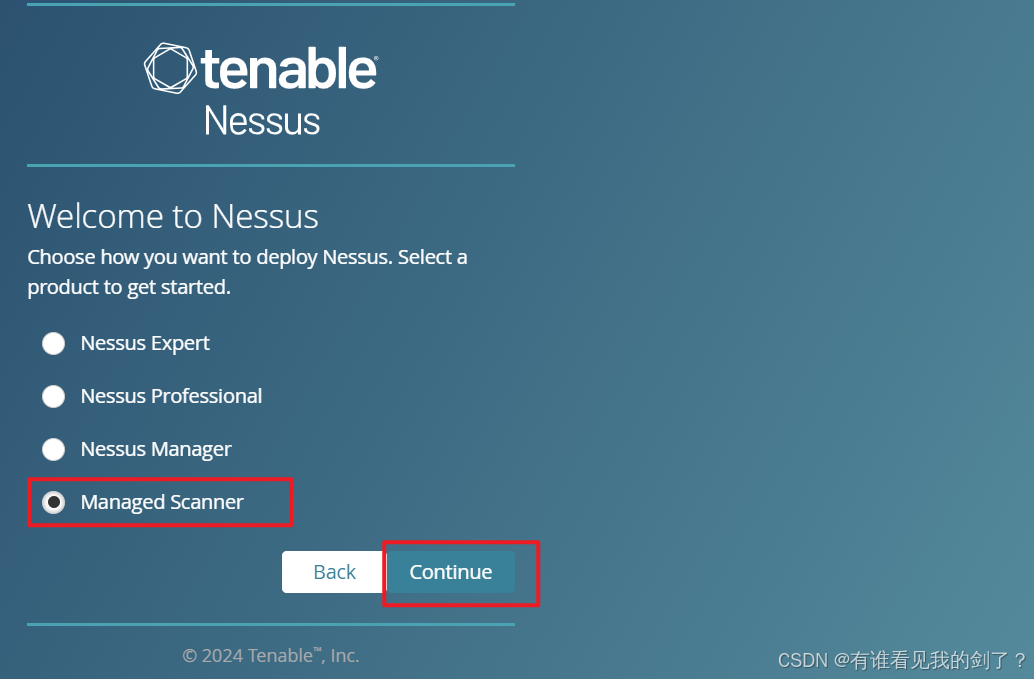 tenable®
Nessus
Welcome to Nessus
Choose how you want to deploy Nessus. Select a
product to get started.
Nessus Expert
Nessus Professional
Nessus Manager
Managed Scanner
Back Continue
© 2024 Tenable™, Inc.
CSDN @有谁看见我的剑了？